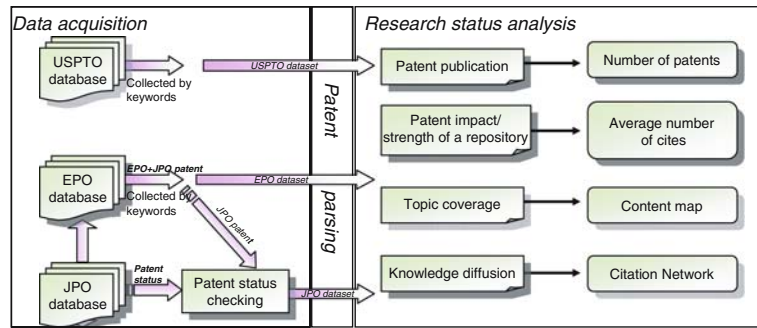 Data acquisition
Research status analysis
USPTO
database
Collected by
keywords
USPTO dataset
Patent publication
Number of patents
Patent
parsing
Patent impact/
strength of a repository
Average number
of cites
EPO
database
EPO+JPO patent
Collected by
keywords
EPO dataset
JPO patent
Topic coverage
Content map
JPO
database
Patent
status
Patent status
checking
JPO dataset
Knowledge diffusion
Citation Network